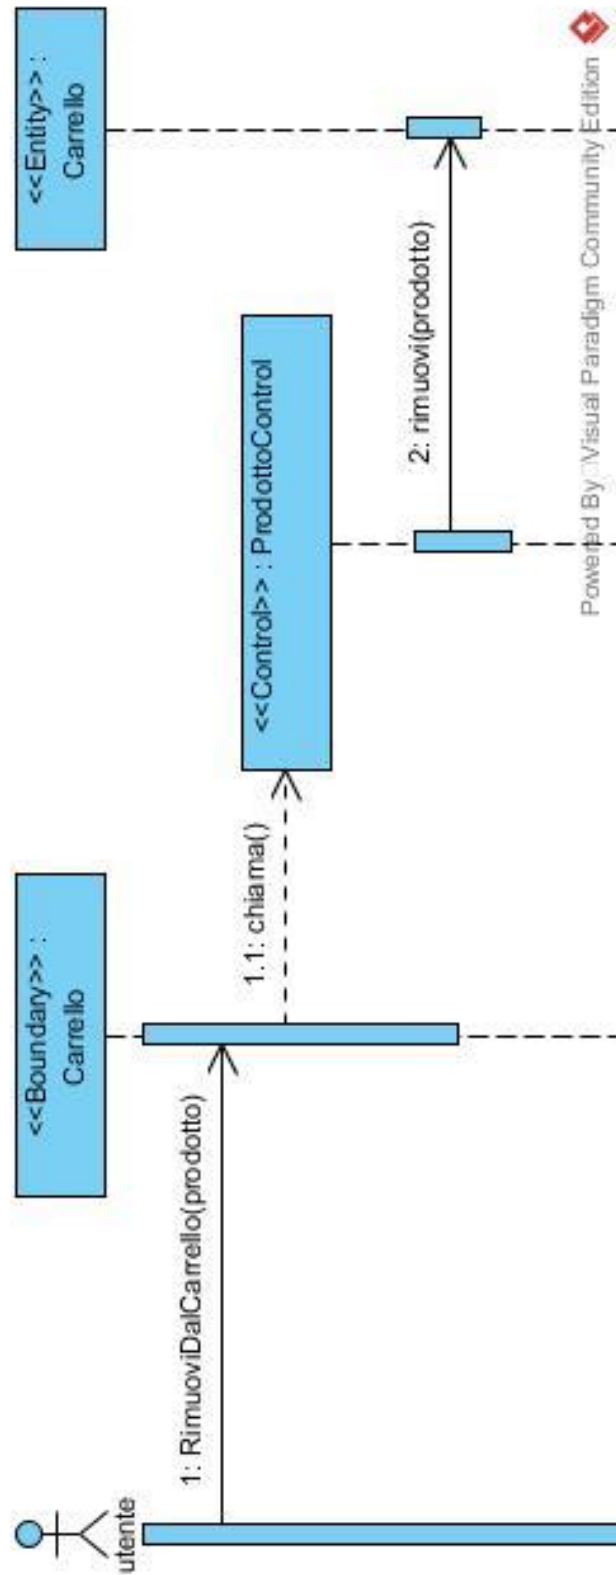 utente
<<Boundary>> :
Carrello
<<Control>> : ProdottoControl
<<Entity>> :
Carrello
1: RimuoviDalCarrello(prodotto)
1.1: chiama()
2: rimuovi(prodotto)
Powered By Visual Paradigm Community Edition